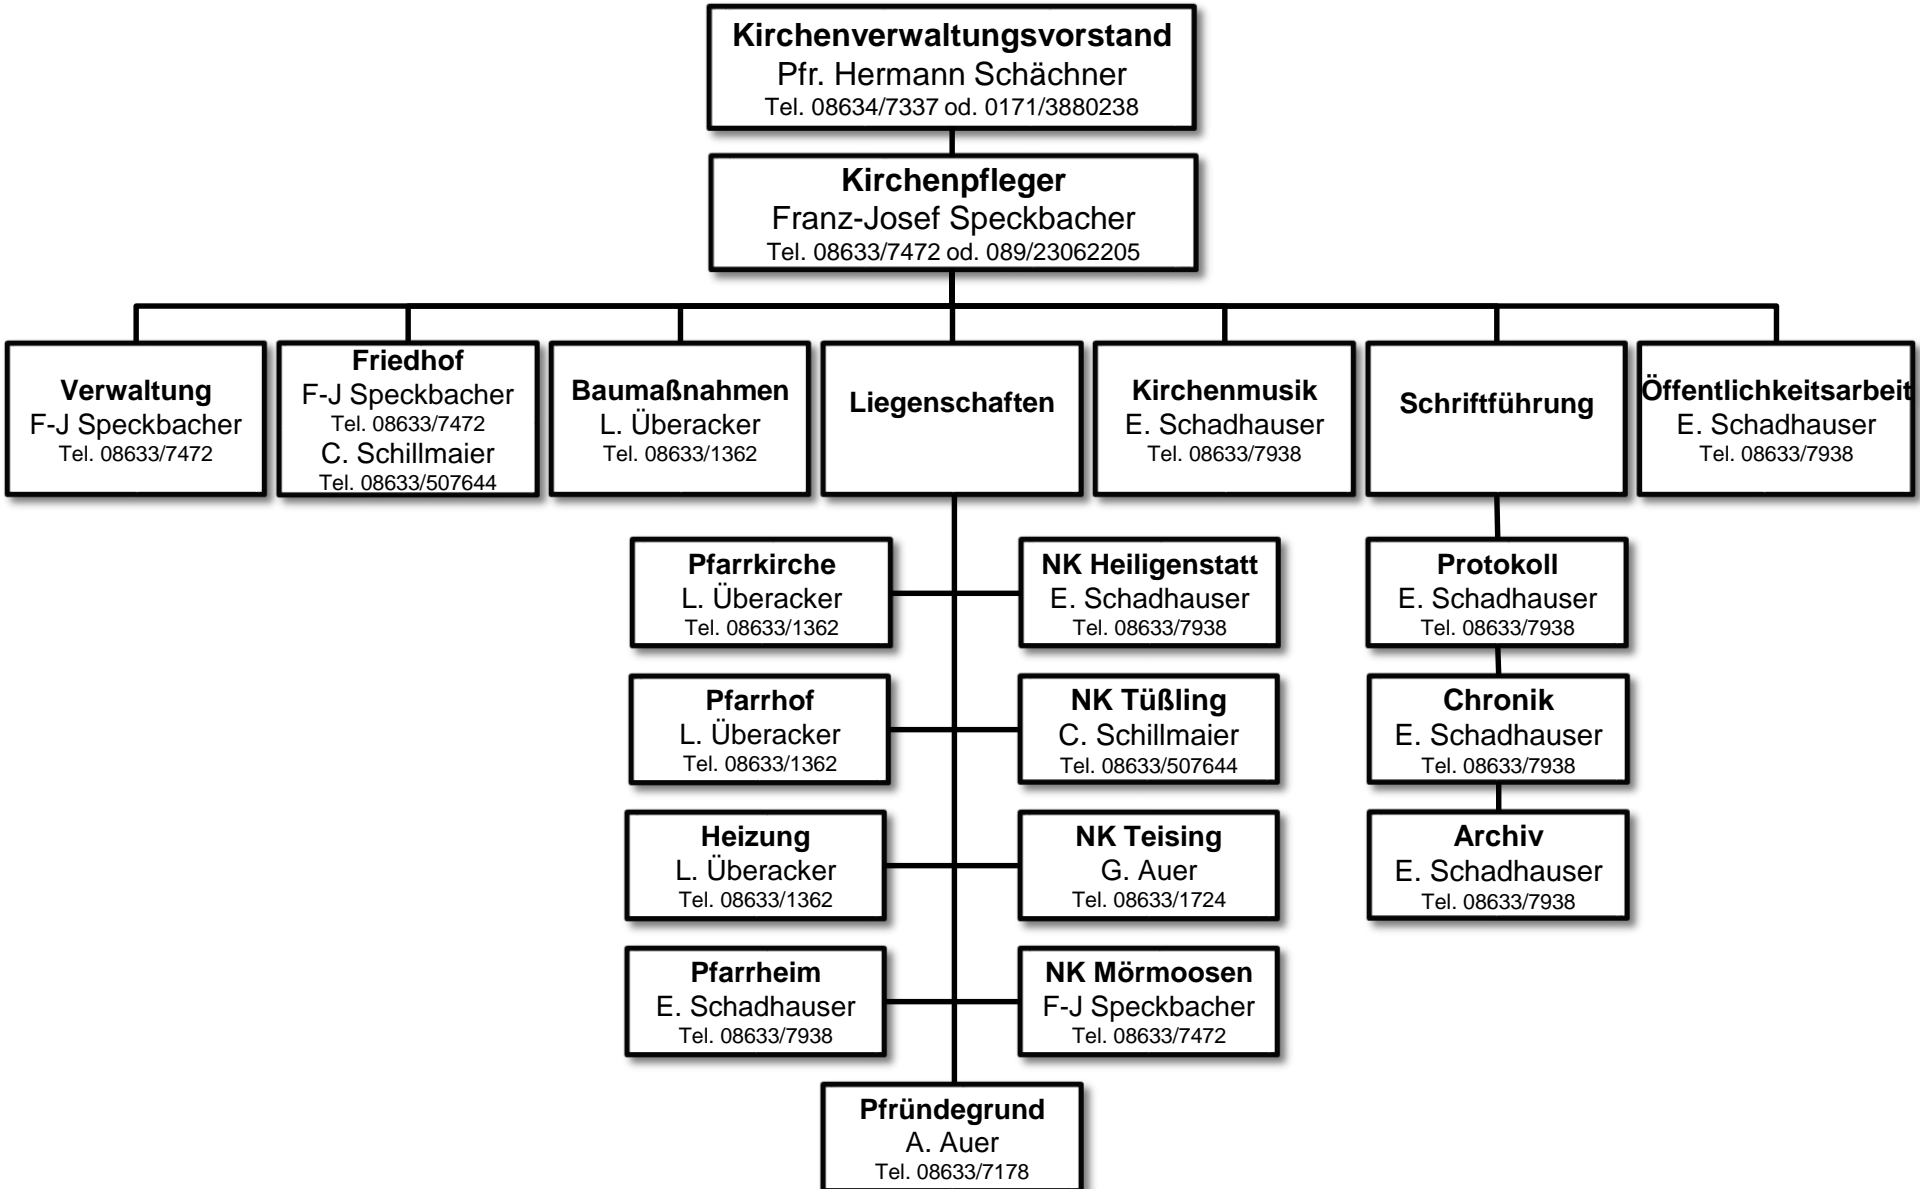 Kirchenverwaltungsvorstand
Pfr. Hermann Schächner
Tel. 08634/7337 od. 0171/3880238
Kirchenpfleger
Franz-Josef Speckbacher
Tel. 08633/7472 od. 089/23062205
Verwaltung
F-J Speckbacher
Tel. 08633/7472
Friedhof
F-J Speckbacher
Tel. 08633/7472
C. Schillmaier
Tel. 08633/507644
Baumaßnahmen
L. Überacker
Tel. 08633/1362
Liegenschaften
Kirchenmusik
E. Schadhauser
Tel. 08633/7938
Schriftführung
Öffentlichkeitsarbeit
E. Schadhauser
Tel. 08633/7938
Pfarrkirche
L. Überacker
Tel. 08633/1362
NK Heiligenstatt
E. Schadhauser
Tel. 08633/7938
Protokoll
E. Schadhauser
Tel. 08633/7938
Pfarrhof
L. Überacker
Tel. 08633/1362
NK Tüßling
C. Schillmaier
Tel. 08633/507644
Chronik
E. Schadhauser
Tel. 08633/7938
Heizung
L. Überacker
Tel. 08633/1362
NK Teising
G. Auer
Tel. 08633/1724
Archiv
E. Schadhauser
Tel. 08633/7938
Pfarrheim
E. Schadhauser
Tel. 08633/7938
NK Mörmoosen
F-J Speckbacher
Tel. 08633/7472
Pfründegrund
A. Auer
Tel. 08633/7178